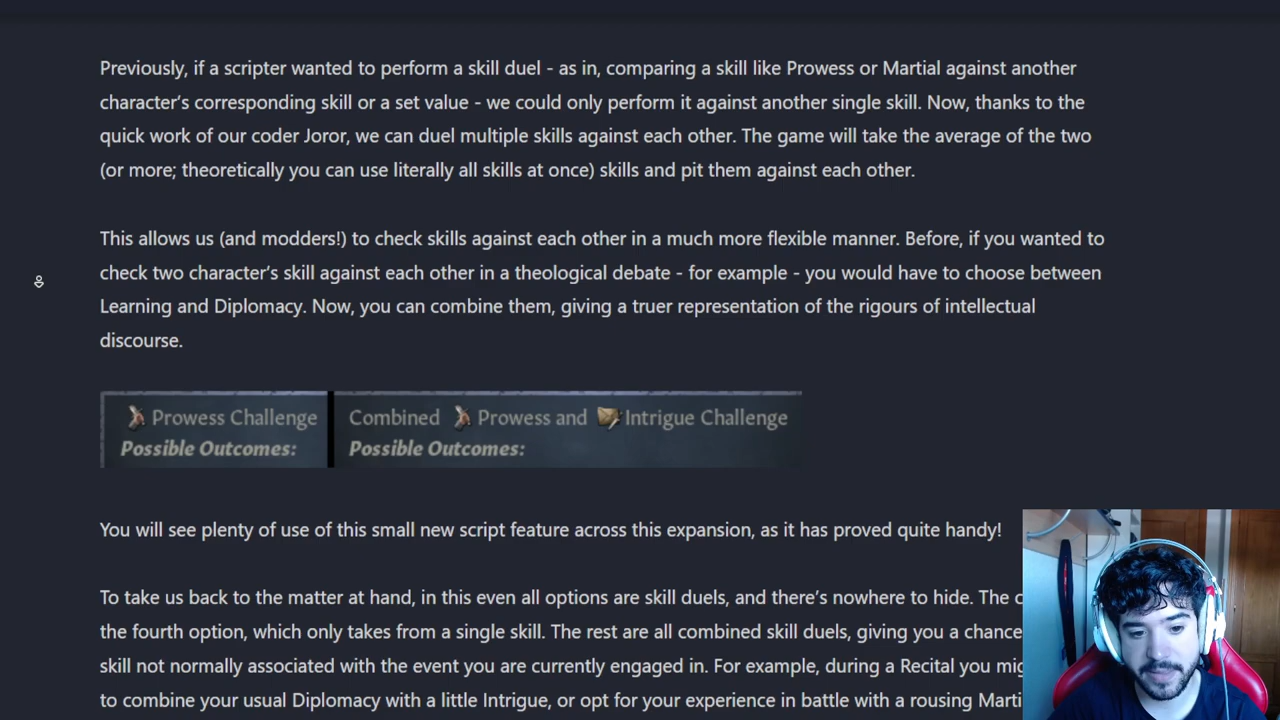 Previously, if a scripter wanted to perform a skill duel - as in, comparing a skill like Prowess or Martial against another
character's corresponding skill or a set value - we could only perform it against another single skill. Now, thanks to the
quick work of our coder Joror, we can duel multiple skills against each other. The game will take the average of the two
(or more; theoretically you can use literally all skills at once) skills and pit them against each other.
This allows us (and modders!) to check skills against each other in a much more flexible manner. Before, if you wanted to
check two character's skill against each other in a theological debate - for example - you would have to choose between
Learning and Diplomacy. Now, you can combine them, giving a truer representation of the rigours of intellectual
discourse.
Prowess Challenge
Possible Outcomes:
Combined Prowess and Intrigue Challenge
Possible Outcomes:
You will see plenty of use of this small new script feature across this expansion, as it has proved quite handy!
To take us back to the matter at hand, in this even all options are skill duels, and there's nowhere to hide. The
the fourth option, which only takes from a single skill. The rest are all combined skill duels, giving you a chance
skill not normally associated with the event you are currently engaged in. For example, during a Recital you
to combine your usual Diplomacy with a little Intrigue, or opt for your experience in battle with a rousing